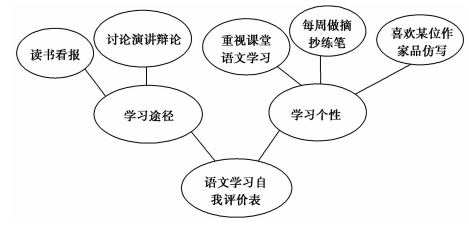 读书看报
讨论演讲辩论
重视课堂
语文学习
每周做摘
抄练笔
喜欢某位作
家品仿写
学习途径
学习个性
语文学习自
我评价表